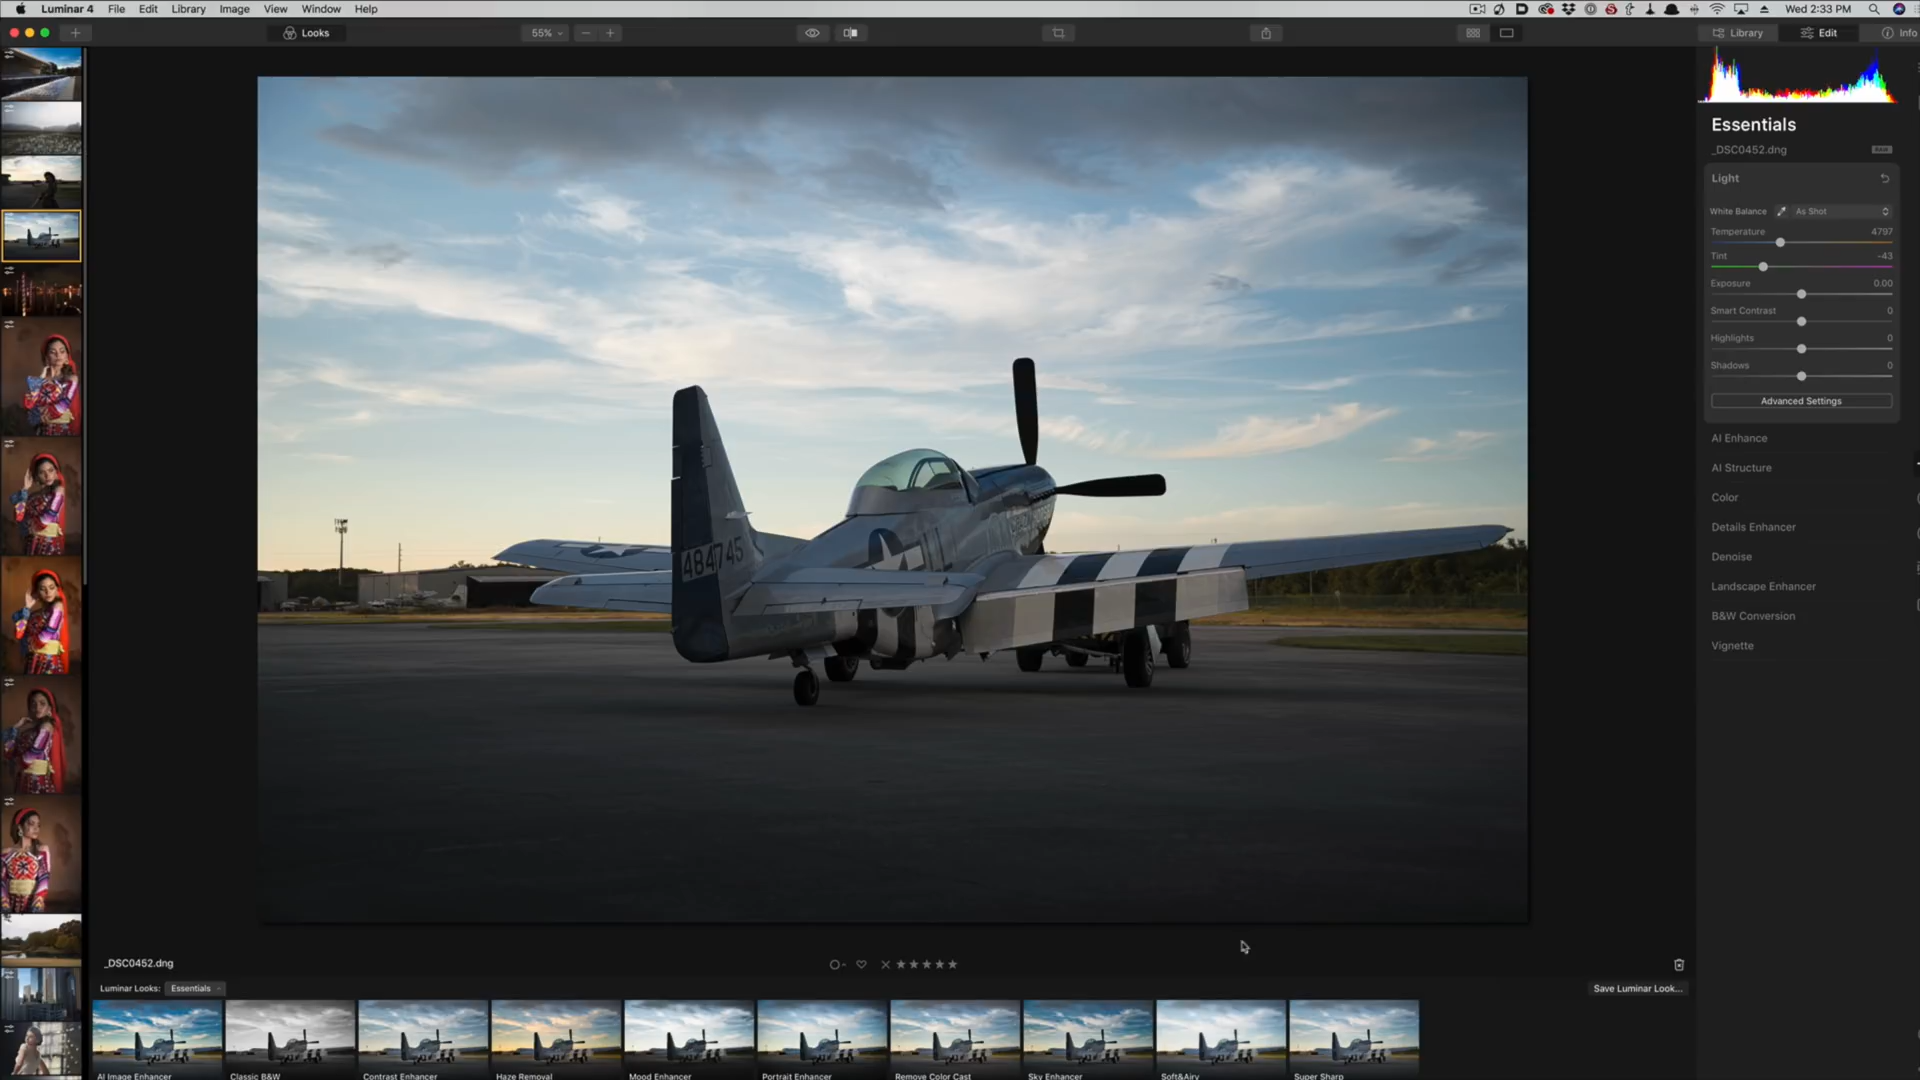 Luminar 4 File Edit Library Image View Window Help Wed 2:33 PM
Looks 55% Library Edit Info
Essentials
_DSC0452.dng RAW
Light
White Balance As Shot
Temperature 4797
Tint -43
Exposure 0.00
Smart Contrast 0
Highlights 0
Shadows 0
Advanced Settings
AI Enhance
AI Structure
Color
Details Enhancer
Denoise
Landscape Enhancer
B&W Conversion
Vignette
484745
_DSC0452.dng
Luminar Looks: Essentials Save Luminar Look...
AI Image Enhancer Classic B&W Contrast Enhancer Haze Removal Mood Enhancer Portrait Enhancer Remove Color Cast Sky Enhancer Soft&Airy Super Sharp